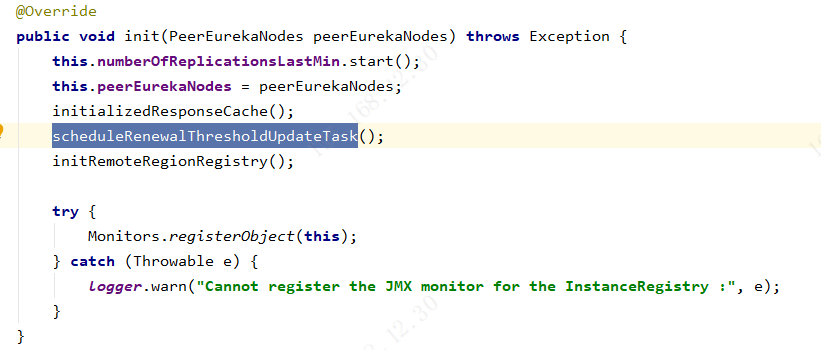 @Override
public void init(PeerEurekaNodes peerEurekaNodes) throws Exception {
    this.numberOfReplicationsLastMin.start();
    this.peerEurekaNodes = peerEurekaNodes;
    initializedResponseCache();
    scheduleRenewalThresholdUpdateTask();
    initRemoteRegionRegistry();

    try {
        Monitors.registerObject(this);
    } catch (Throwable e) {
        logger.warn("Cannot register the JMX monitor for the InstanceRegistry :", e);
    }
}